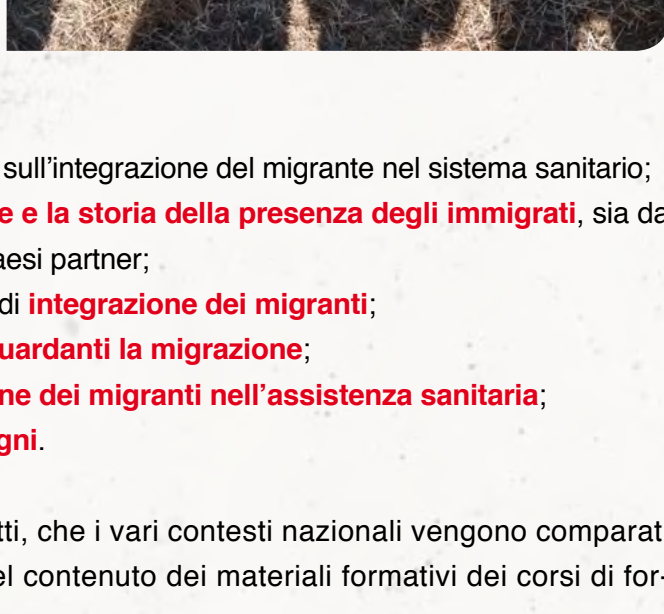 sull’integrazione del migrante nel sistema sanitario;
e e la storia della presenza degli immigrati, sia da
aesi partner;
di integrazione dei migranti;
uardanti la migrazione;
ne dei migranti nell’assistenza sanitaria;
gni.
tti, che i vari contesti nazionali vengono comparat
el contenuto dei materiali formativi dei corsi di for-